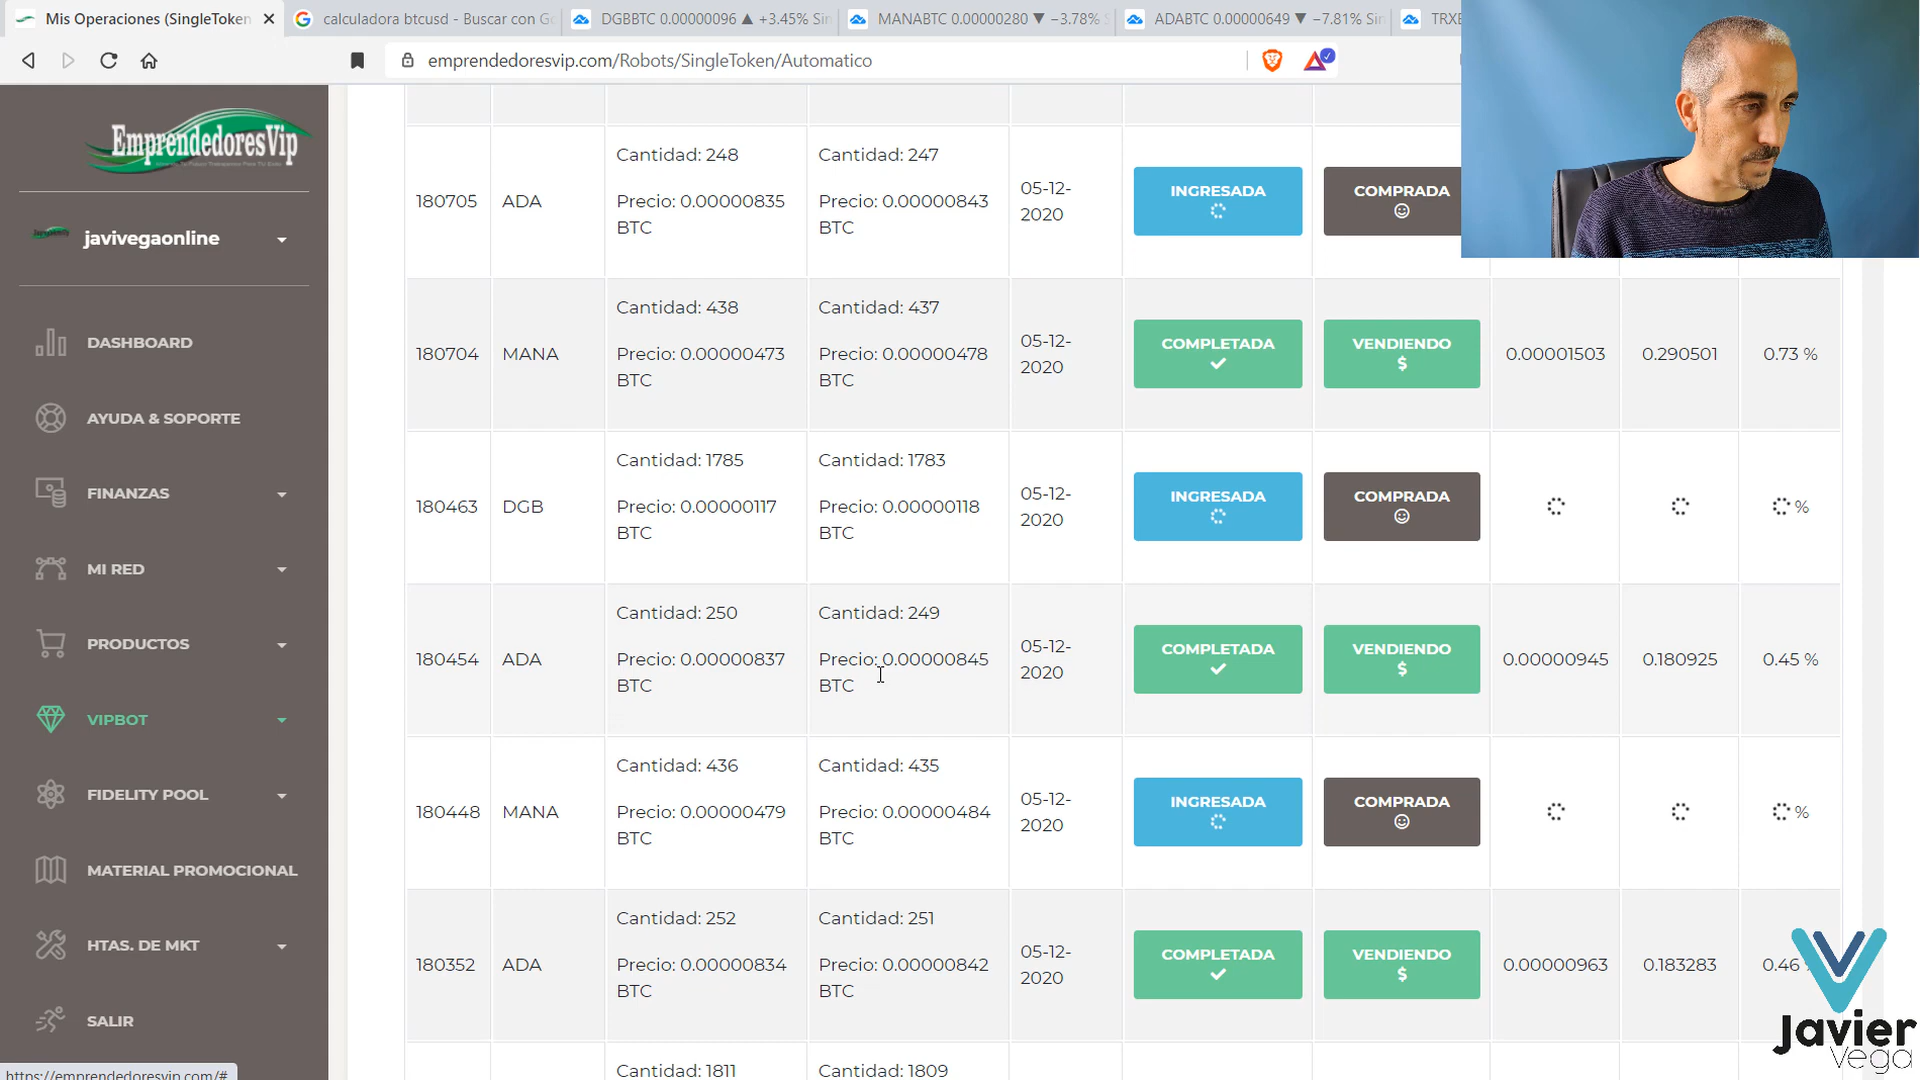 Mis Operaciones (SingleToken
calculadora btcusd - Buscar con Go
DGBBTC 0.00000096 ▲ +3.45% Sin
MANABTC 0.00000280 ▼ −3.78% S
ADABTC 0.00000649 ▼ −7.81% Sin
TRXB
emprendedoresvip.com/Robots/SingleToken/Automatico
EmprendedoresVip
javivegaonline
DASHBOARD
AYUDA & SOPORTE
FINANZAS
MI RED
PRODUCTOS
VIPBOT
FIDELITY POOL
MATERIAL PROMOCIONAL
HTAS. DE MKT
SALIR
https://emprendedoresvip.com/#
Cantidad: 248
Cantidad: 247
180705 ADA
Precio: 0.00000835
BTC
Precio: 0.00000843
BTC
05-12-
2020
INGRESADA
COMPRADA
Cantidad: 438
Cantidad: 437
180704 MANA
Precio: 0.00000473
BTC
Precio: 0.00000478
BTC
05-12-
2020
COMPLETADA
VENDIENDO
$
0.00001503
0.290501
0.73 %
Cantidad: 1785
Cantidad: 1783
180463 DGB
Precio: 0.00000117
BTC
Precio: 0.00000118
BTC
05-12-
2020
INGRESADA
COMPRADA
%
Cantidad: 250
Cantidad: 249
180454 ADA
Precio: 0.00000837
BTC
Precio: 0.00000845
BTC
05-12-
2020
COMPLETADA
VENDIENDO
$
0.00000945
0.180925
0.45 %
Cantidad: 436
Cantidad: 435
180448 MANA
Precio: 0.00000479
BTC
Precio: 0.00000484
BTC
05-12-
2020
INGRESADA
COMPRADA
%
Cantidad: 252
Cantidad: 251
180352 ADA
Precio: 0.00000834
BTC
Precio: 0.00000842
BTC
05-12-
2020
COMPLETADA
VENDIENDO
$
0.00000963
0.183283
0.46
Cantidad: 1811
Cantidad: 1809
Javier
Vega